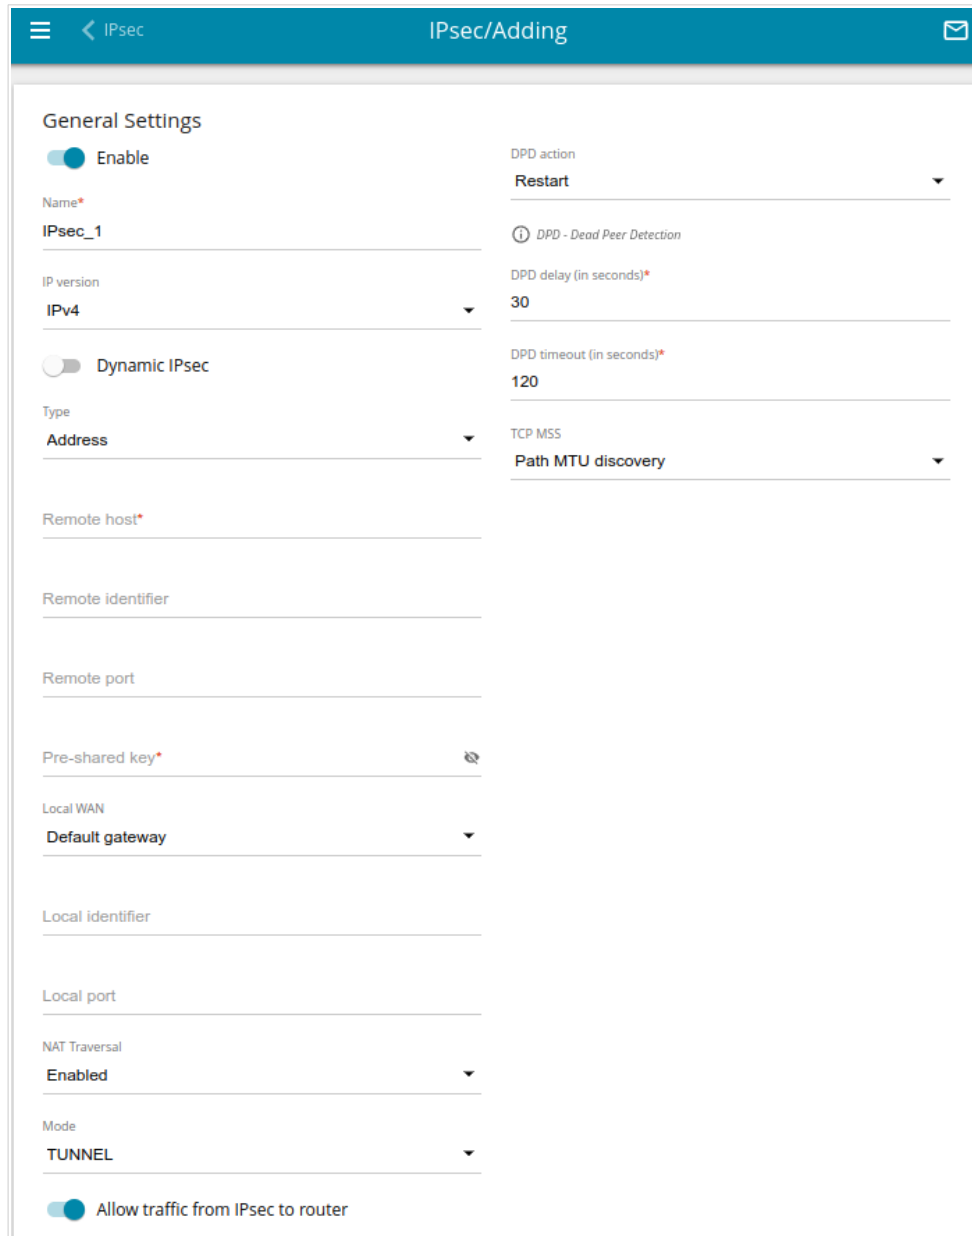 IPsec
IPsec/Adding
General Settings
Enable
Name*
IPsec_1
IP version
IPv4
Dynamic IPsec
Type
Address
Remote host*
Remote identifier
Remote port
Pre-shared key*
Local WAN
Default gateway
Local identifier
Local port
NAT Traversal
Enabled
Mode
TUNNEL
Allow traffic from IPsec to router
DPD action
Restart
DPD - Dead Peer Detection
DPD delay (in seconds)*
30
DPD timeout (in seconds)*
120
TCP MSS
Path MTU discovery